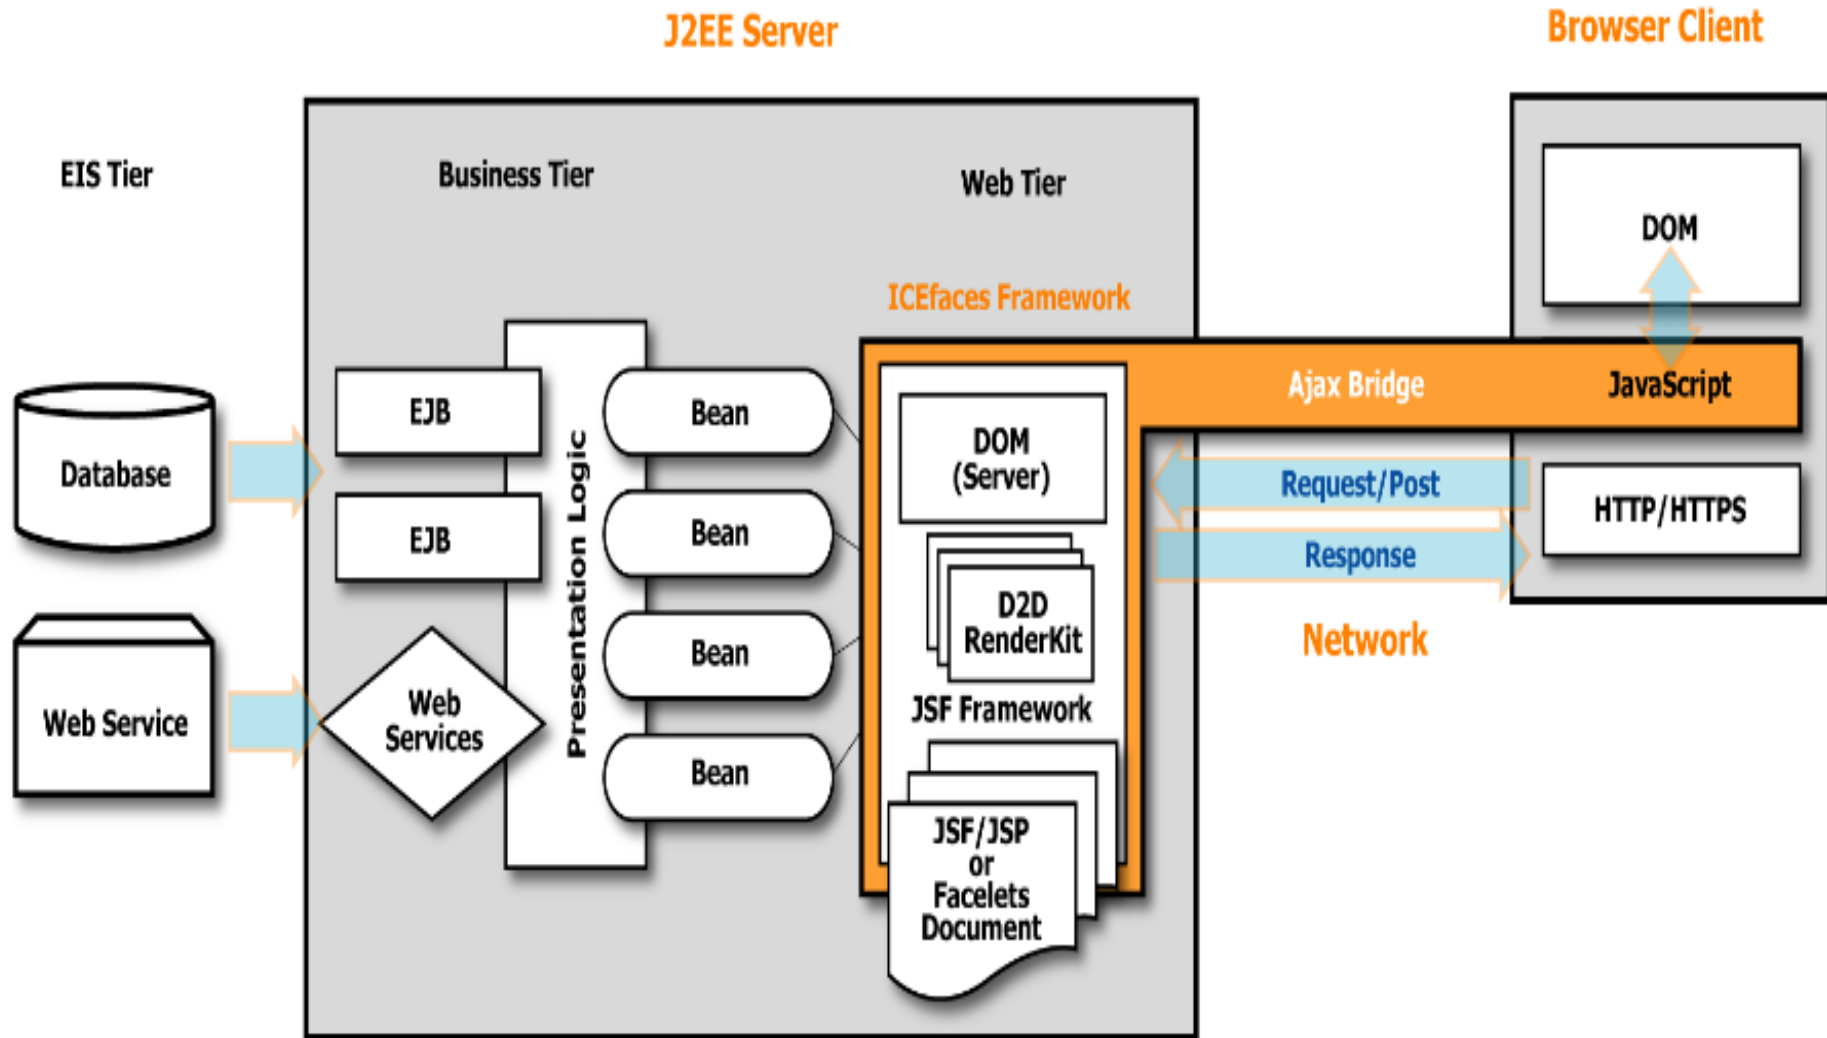 J2EE Server
Browser Client
EIS Tier
Business Tier
Web Tier
DOM
ICEfaces Framework
Ajax Bridge
JavaScript
EJB
Bean
DOM
(Server)
Database
Request/Post
HTTP/HTTPS
EJB
Bean
Response
Presentation Logic
D2D
RenderKit
Network
Bean
Web Service
Web
Services
JSF Framework
Bean
JSF/JSP
or
Facelets
Document